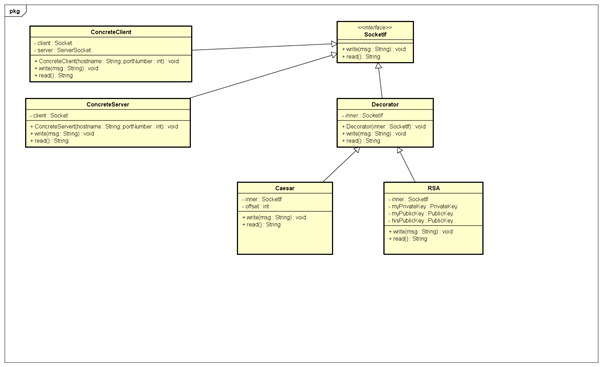 pkg
ConcreteClient
- client : Socket
- server : ServerSocket
+ ConcreteClient(hostname : String, portNumber : int) : void
+ write(msg : String) : void
+ read() : String
<<interface>>
SocketIf
+ write(msg : String) : void
+ read() : String
ConcreteServer
- client : Socket
+ ConcreteServert(hostname : String, portNumber : int) : void
+ write(msg : String) : void
+ read() : String
Decorator
- inner : SocketIf
+ Decorator(inner : SocketIf) : void
+ write(msg : String) : void
+ read() : String
Caesar
- inner : SocketIf
- offset : int
+ write(msg : String) : void
+ read() : String
RSA
- inner : SocketIf
- myPrivateKey : PrivateKey
- myPublicKey : PublicKey
- hisPublicKey : PublicKey
+ write(msg : String) : void
+ read() : String